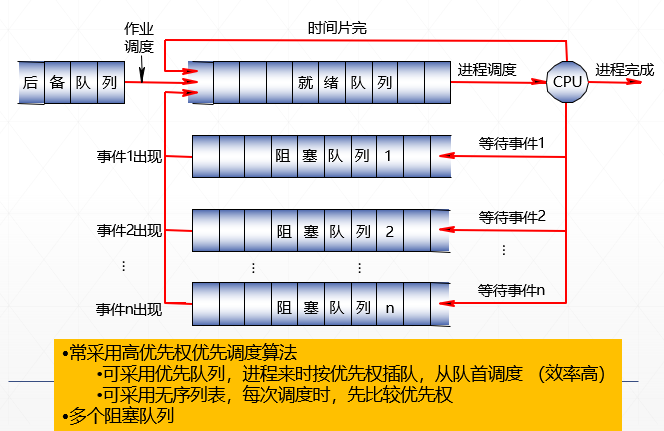 作业
调度
时间片完
后备队列
就绪队列
进程调度
CPU
进程完成
事件1出现
阻塞队列1
等待事件1
事件2出现
阻塞队列2
等待事件2
⋮
⋮
⋮
⋮
事件n出现
阻塞队列n
等待事件n
•常采用高优先权优先调度算法
•可采用优先队列，进程来时按优先权插队，从队首调度 （效率高）
•可采用无序列表，每次调度时，先比较优先权
•多个阻塞队列